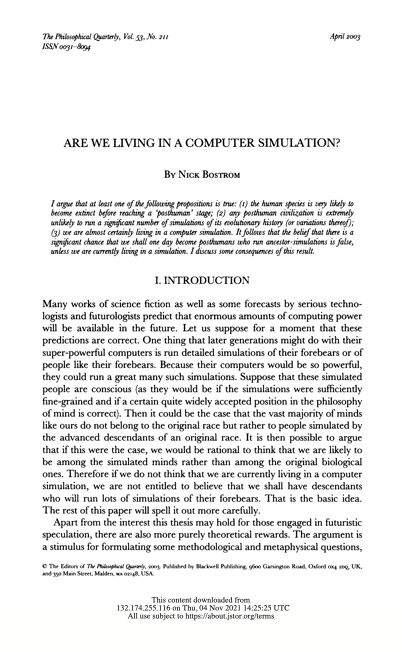 The Philosophical Quarterly, Vol. 53, No. 211 April 2003
ISSN 0031–8094
ARE WE LIVING IN A COMPUTER SIMULATION?
BY NICK BOSTROM
I argue that at least one of the following propositions is true: (1) the human species is very likely to
become extinct before reaching a 'posthuman' stage; (2) any posthuman civilization is extremely
unlikely to run a significant number of simulations of its evolutionary history (or variations thereof);
(3) we are almost certainly living in a computer simulation. It follows that the belief that there is a
significant chance that we shall one day become posthumans who run ancestor-simulations is false,
unless we are currently living in a simulation. I discuss some consequences of this result.
I. INTRODUCTION
Many works of science fiction as well as some forecasts by serious techno-
logists and futurologists predict that enormous amounts of computing power
will be available in the future. Let us suppose for a moment that these
predictions are correct. One thing that later generations might do with their
super-powerful computers is run detailed simulations of their forebears or of
people like their forebears. Because their computers would be so powerful,
they could run a great many such simulations. Suppose that these simulated
people are conscious (as they would be if the simulations were sufficiently
fine-grained and if a certain quite widely accepted position in the philosophy
of mind is correct). Then it could be the case that the vast majority of minds
like ours do not belong to the original race but rather to people simulated by
the advanced descendants of an original race. It is then possible to argue
that if this were the case, we would be rational to think that we are likely to
be among the simulated minds rather than among the original biological
ones. Therefore if we do not think that we are currently living in a computer
simulation, we are not entitled to believe that we shall have descendants
who will run lots of simulations of their forebears. That is the basic idea.
The rest of this paper will spell it out more carefully.
Apart from the interest this thesis may hold for those engaged in futuristic
speculation, there are also more purely theoretical rewards. The argument is
a stimulus for formulating some methodological and metaphysical questions,
© The Editors of The Philosophical Quarterly, 2003. Published by Blackwell Publishing, 9600 Garsington Road, Oxford OX4 2DQ, UK,
and 350 Main Street, Malden, MA 02148, USA.
This content downloaded from
132.174.255.116 on Thu, 04 Nov 2021 14:25:25 UTC
All use subject to https://about.jstor.org/terms